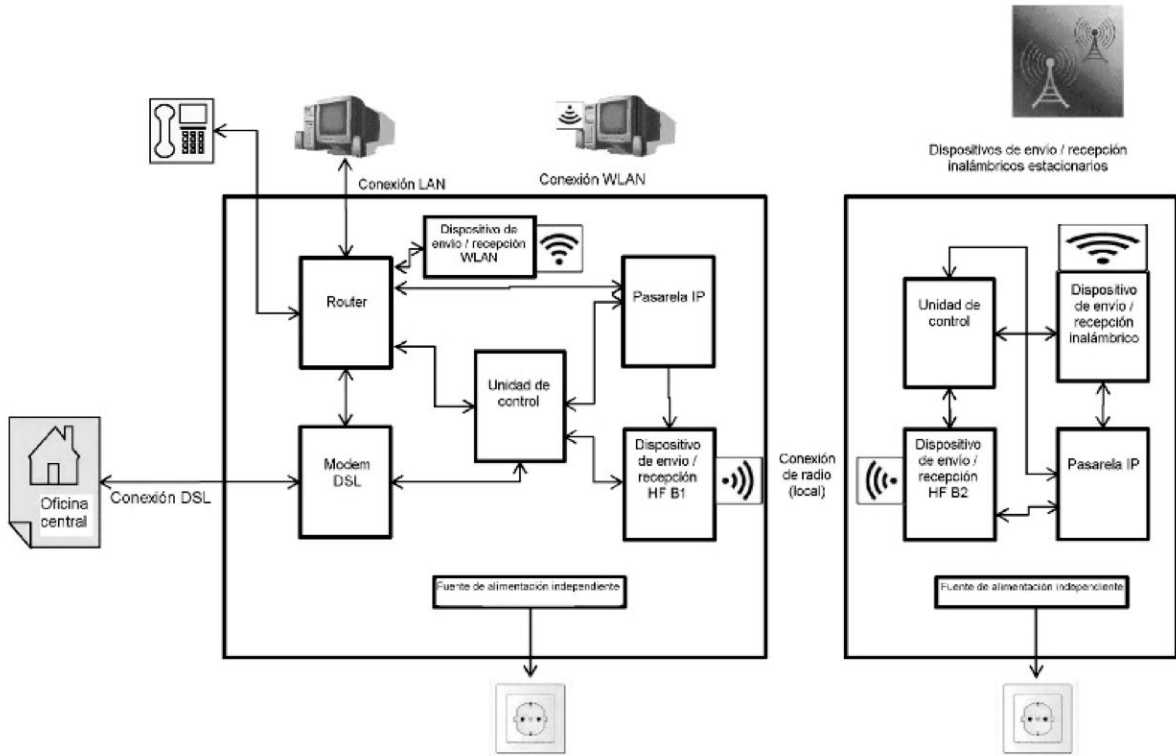 Dispositivos de envío / recepción
inalámbricos estacionarios
Conexión LAN
Conexión WLAN
Dispositivo de
envío / recepción
WLAN
Router
Pasarela IP
Unidad de
control
Modem
DSL
Dispositivo
de envío /
recepción
HF B1
Oficina
central
Conexión DSL
Fuente de alimentación independiente
Conexión
de radio
(local)
Unidad de
control
Dispositivo
de envío /
recepción
inalámbrico
Dispositivo
de envío /
recepción
HF B2
Pasarela IP
Fuente de alimentación independiente